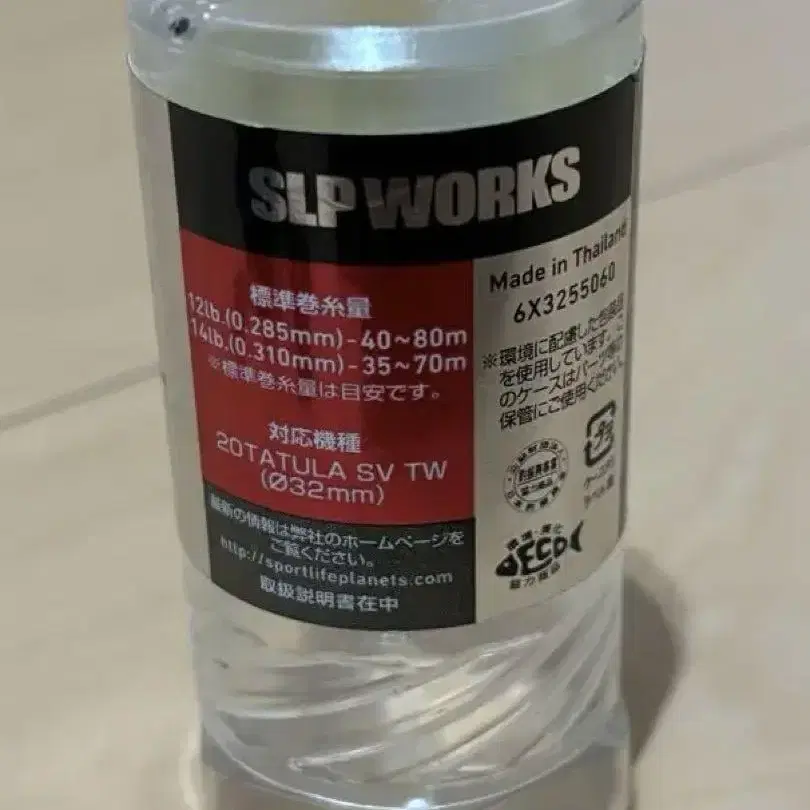 SLP WORKS
標準巻糸量
12lb.(0.285mm)-40~80m
14lb.(0.310mm)-35~70m
※標準巻糸量は目安です。
対応機種
20TATULA SV TW
(Ø32mm)
最新の情報は弊社のホームページを
ご覧ください。
http://sportlifeplanets.com
取扱説明書在中
Made in Thailand
6X3255060
※環境に配慮した包装
を使用しています。
のケースはパーツ
保管にご使用ください。
プラ
ECO